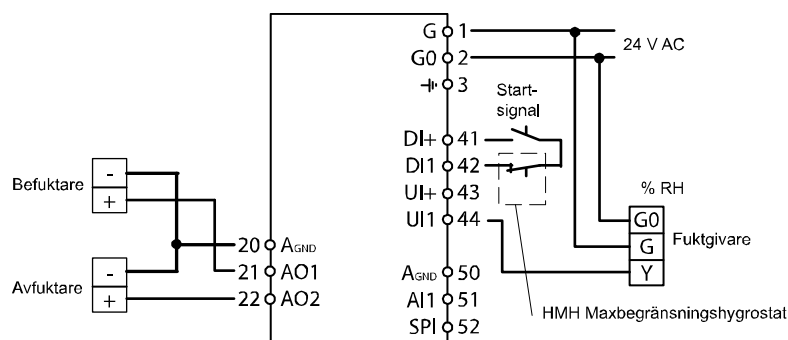 G 1
24 V AC
G0 2
3
Start-
signal
DI+ 41
DI1 42
UI+ 43
UI1 44
% RH
G0
G
Y
Fuktgivare
Befuktare
-
+
Avfuktare
-
+
20 AGND
21 AO1
22 AO2
AGND 50
AI1 51
SPI 52
HMH Maxbegränsningshygrostat